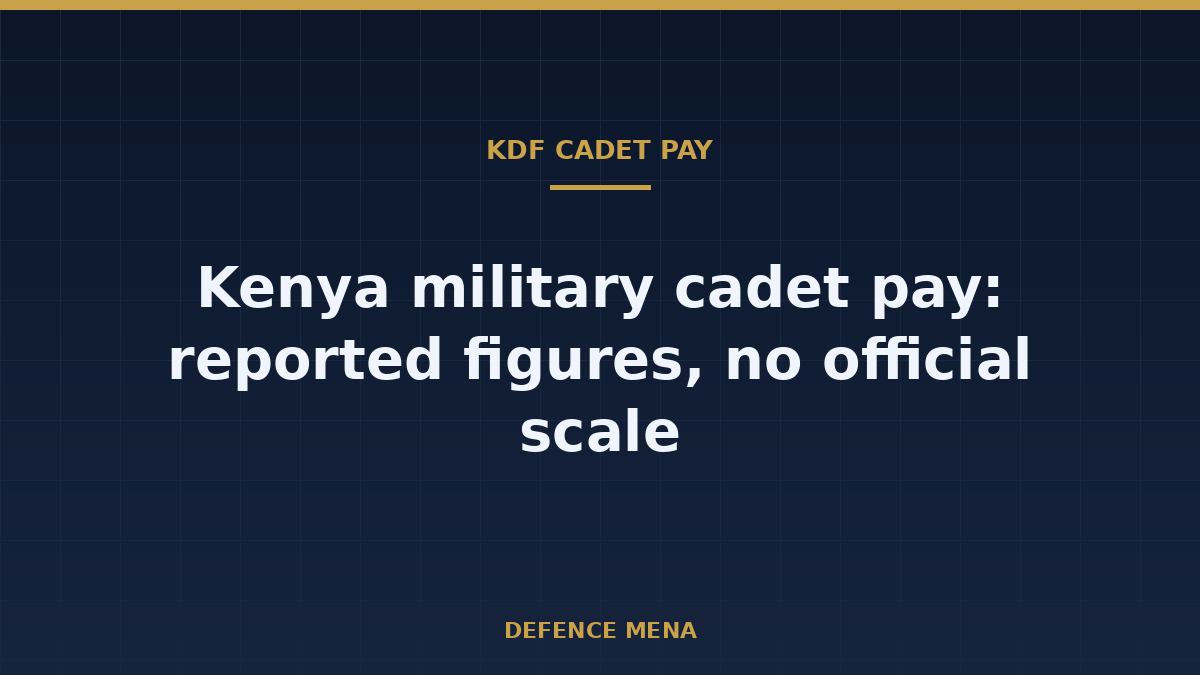 KDF CADET PAY
Kenya military cadet pay:
reported figures, no official
scale
DEFENCE MENA